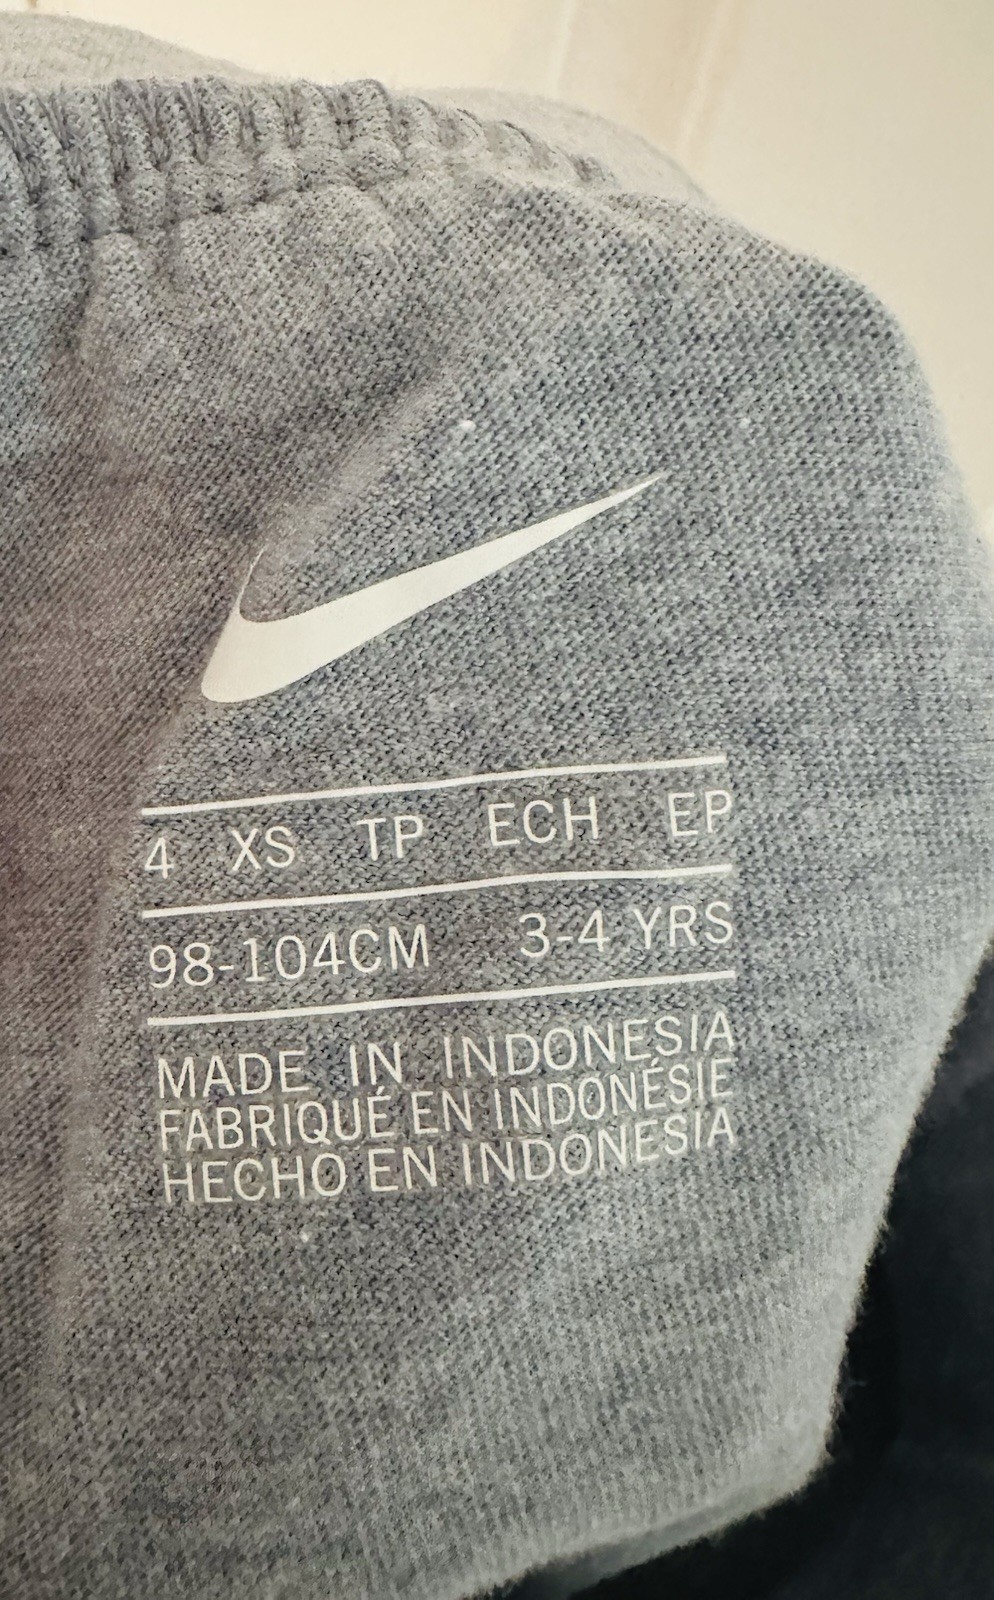 4 XS TP ECH EP
98-104CM 3-4 YRS
MADE IN INDONESIA
FABRIQUÉ EN INDONÉSIE
HECHO EN INDONESIA